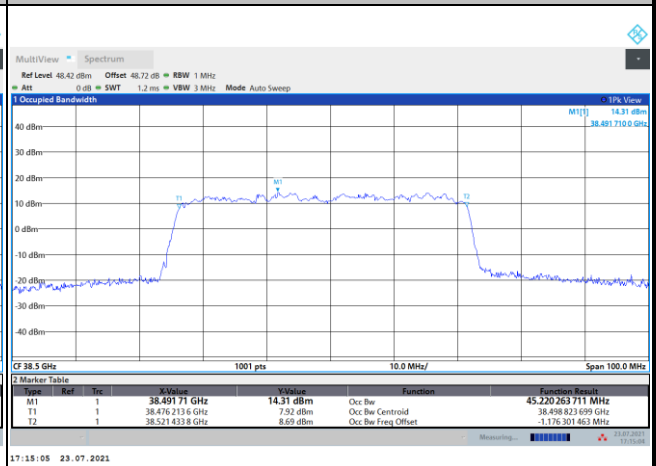 MultiView Spectrum
Ref Level 48.42 dBm Offset 48.72 dB RBW 1 MHz
Att 0 dB SWT 1.2 ms VBW 3 MHz Mode Auto Sweep
1 Occupied Bandwidth 1Pk View
M1[1] 14.31 dBm
38.491 710 0 GHz
40 dBm
30 dBm
20 dBm
M1
T1 T2
10 dBm
0 dBm
-10 dBm
-20 dBm
-30 dBm
-40 dBm
CF 38.5 GHz 1001 pts 10.0 MHz/ Span 100.0 MHz
2 Marker Table
Type Ref Trc X-Value Y-Value Function Function Result
M1 1 38.491 71 GHz 14.31 dBm Occ Bw 45.220 263 711 MHz
T1 1 38.476 213 6 GHz 7.92 dBm Occ Bw Centroid 38.498 823 699 GHz
T2 1 38.521 433 8 GHz 8.69 dBm Occ Bw Freq Offset -1.176 301 463 MHz
Measuring... 23.07.2021
17:15:04
17:15:05 23.07.2021